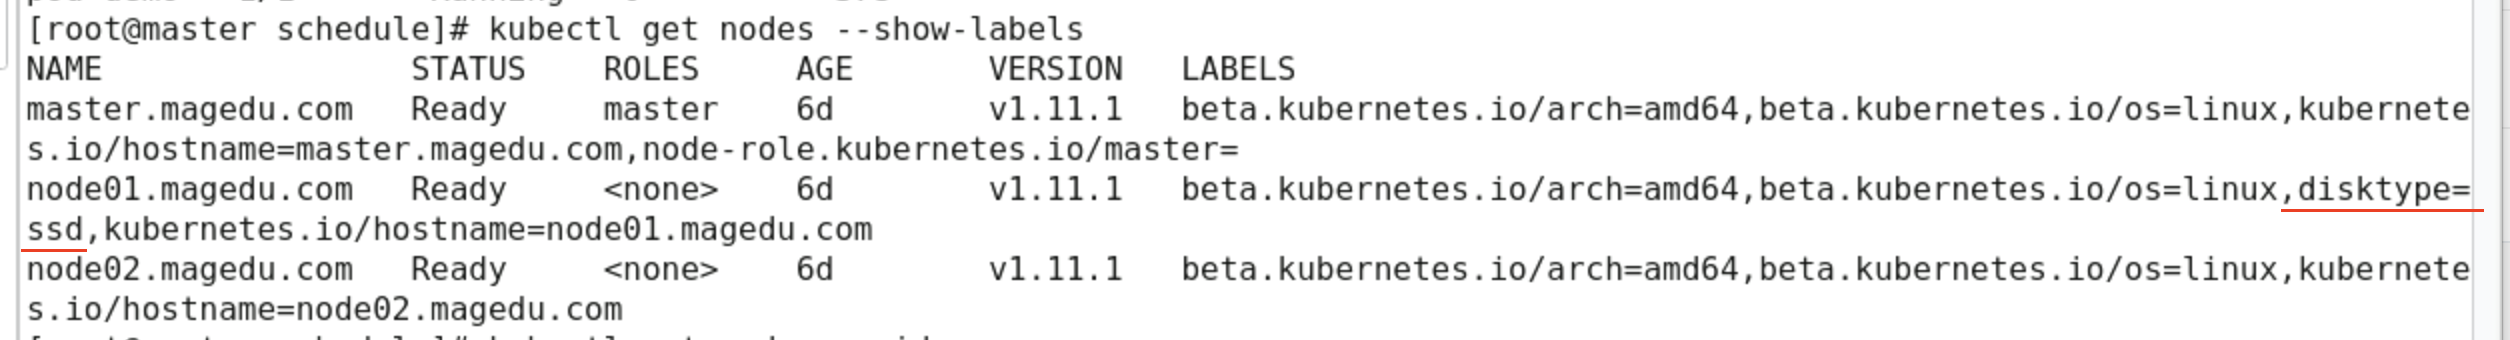 [root@master schedule]# kubectl get nodes --show-labels
NAME                STATUS    ROLES     AGE       VERSION   LABELS
master.magedu.com   Ready     master    6d        v1.11.1   beta.kubernetes.io/arch=amd64,beta.kubernetes.io/os=linux,kubernete
s.io/hostname=master.magedu.com,node-role.kubernetes.io/master=
node01.magedu.com   Ready     <none>    6d        v1.11.1   beta.kubernetes.io/arch=amd64,beta.kubernetes.io/os=linux,disktype=
ssd,kubernetes.io/hostname=node01.magedu.com
node02.magedu.com   Ready     <none>    6d        v1.11.1   beta.kubernetes.io/arch=amd64,beta.kubernetes.io/os=linux,kubernete
s.io/hostname=node02.magedu.com